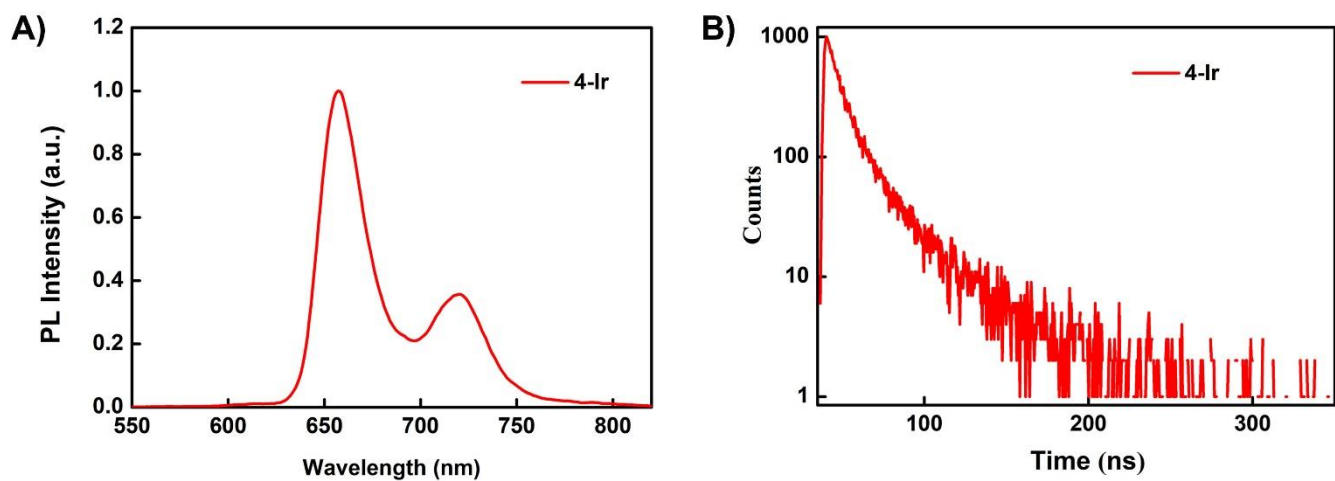 A)
PL Intensity (a.u.)
1.2
1.0
0.8
0.6
0.4
0.2
0.0
4-Ir
550 600 650 700 750 800
Wavelength (nm)
B)
Counts
1000
100
10
1
4-Ir
100 200 300
Time (ns)